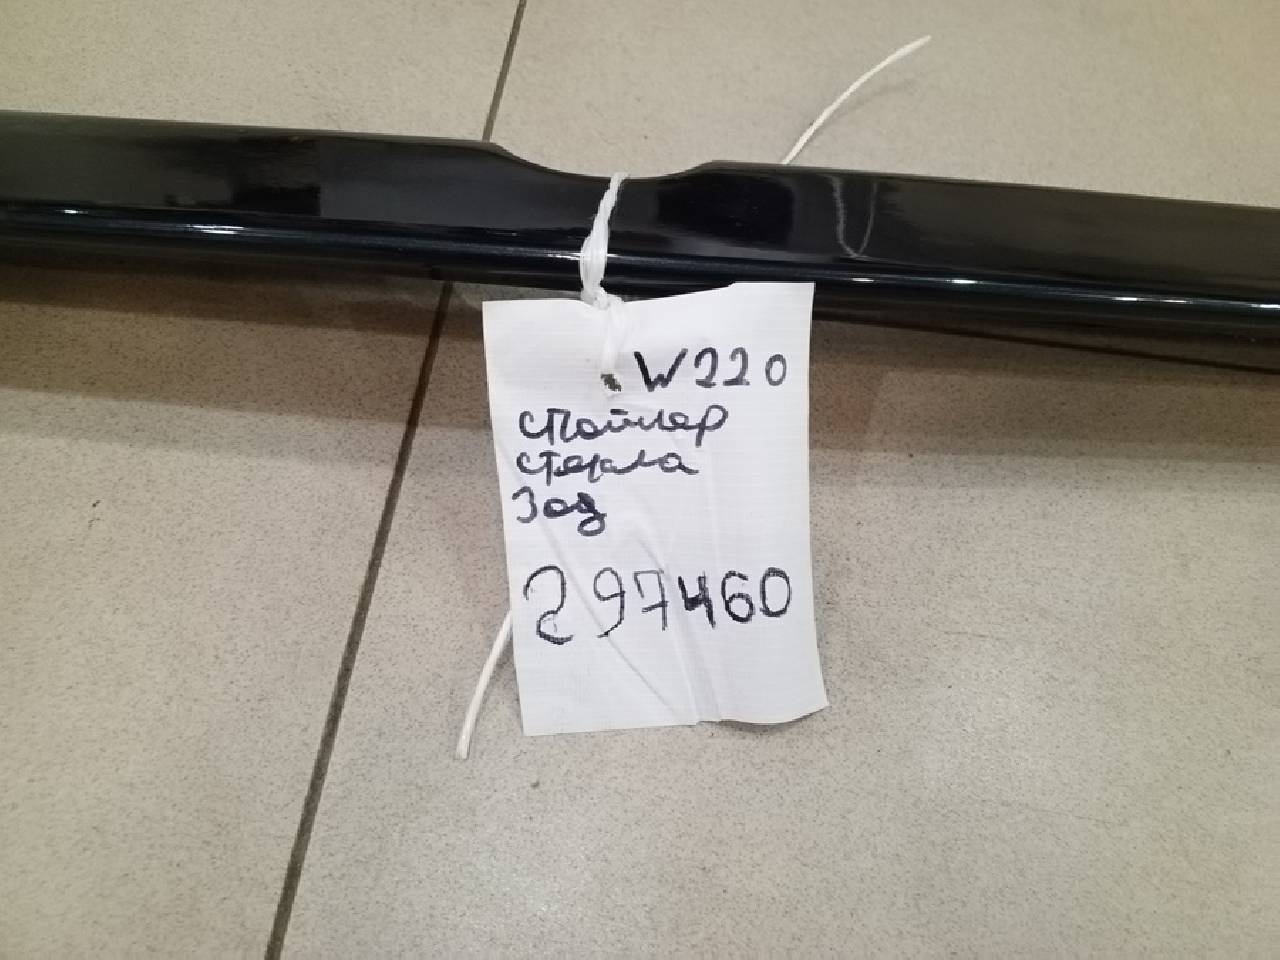 W220
спойлер
стекла
Зад
297460